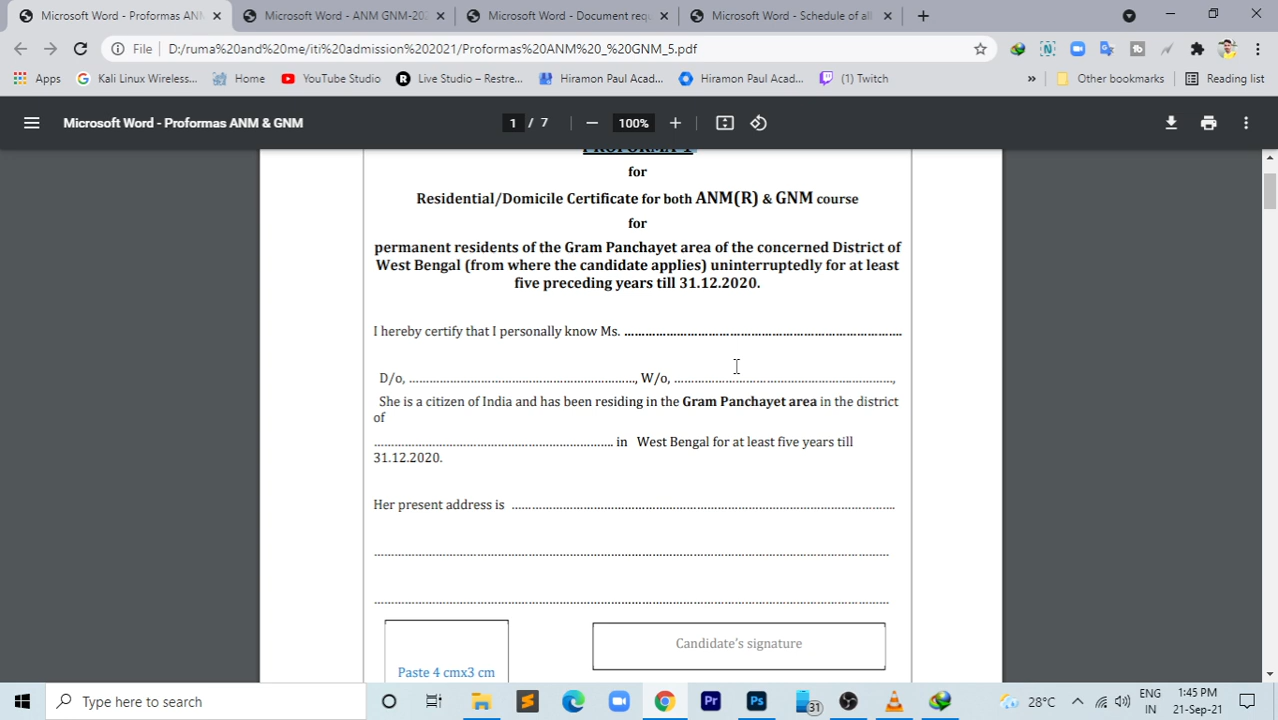 Microsoft Word - Proformas ANM
Microsoft Word - ANM GNM-202
Microsoft Word - Document requ
Microsoft Word - Schedule of all
File | D:/ruma%20and%20me/iti%20admission%202021/Proformas%20ANM%20_%20GNM_5.pdf
Apps
Kali Linux Wireless...
Home
YouTube Studio
Live Studio – Restre...
Hiramon Paul Acad...
Hiramon Paul Acad...
(1) Twitch
»
Other bookmarks
Reading list
Microsoft Word - Proformas ANM & GNM
1 / 7
100%
for
Residential/Domicile Certificate for both ANM(R) & GNM course
for
permanent residents of the Gram Panchayet area of the concerned District of
West Bengal (from where the candidate applies) uninterruptedly for at least
five preceding years till 31.12.2020.
I hereby certify that I personally know Ms. ................................................................................
D/o, .................................................................., W/o, ................................................................,
She is a citizen of India and has been residing in the Gram Panchayet area in the district
of
...................................................................... in West Bengal for at least five years till
31.12.2020.
Her present address is ................................................................................................................
Candidate's signature
Paste 4 cmx3 cm
Type here to search
31
28°C
ENG
IN
1:45 PM
21-Sep-21